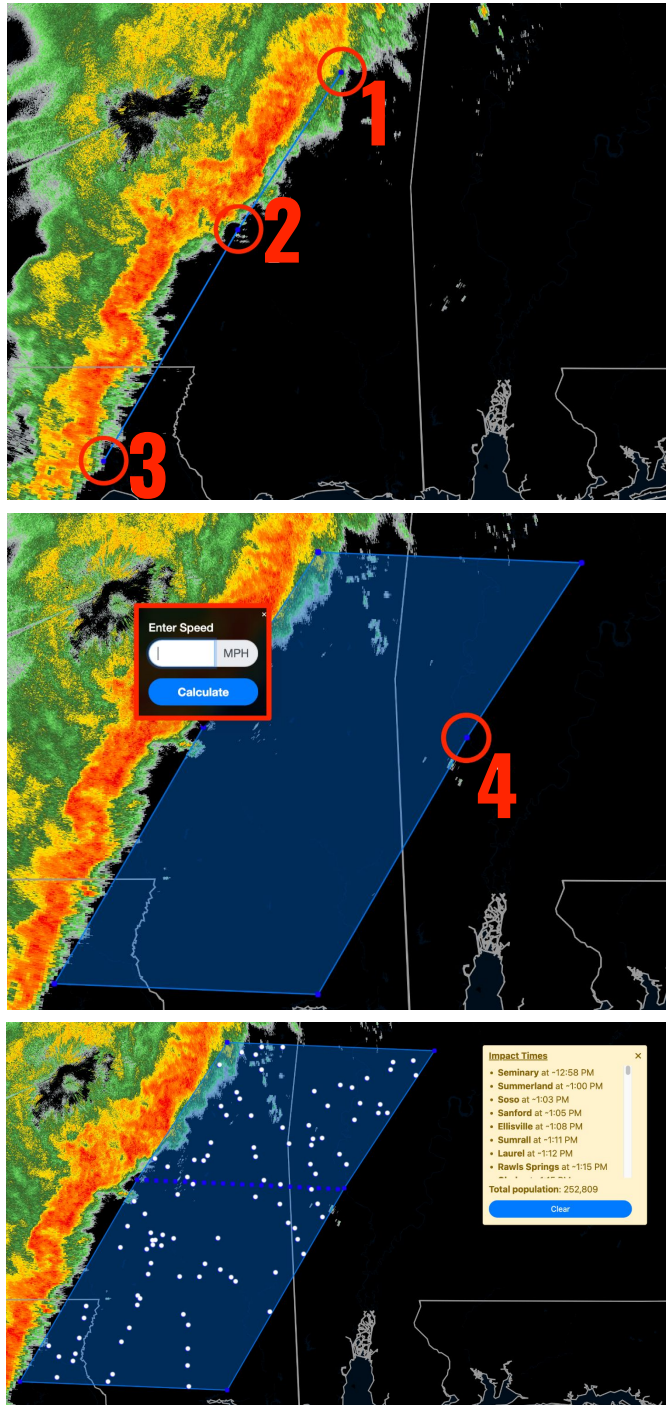 1
2
3
×
Enter Speed
MPH
Calculate
4
Impact Times ×
• Seminary at ~12:58 PM
• Summerland at ~1:00 PM
• Soso at ~1:03 PM
• Sanford at ~1:05 PM
• Ellisville at ~1:08 PM
• Sumrall at ~1:11 PM
• Laurel at ~1:12 PM
• Rawls Springs at ~1:15 PM
Total population: 252,809
Clear